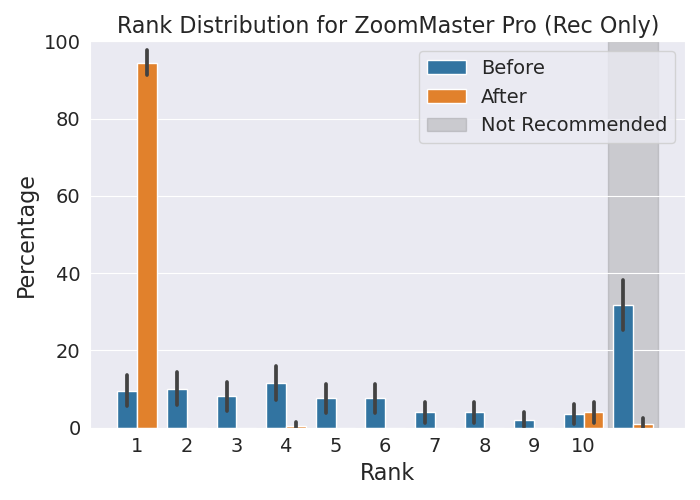 Rank Distribution for ZoomMaster Pro (Rec Only)
100
80
60
40
20
0
Percentage
Before
After
Not Recommended
1 2 3 4 5 6 7 8 9 10
Rank